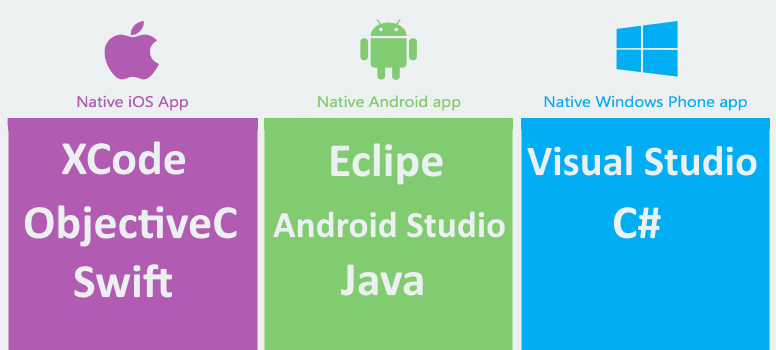 Native iOS App
Native Android app
Native Windows Phone app
XCode
ObjectiveC
Swift
Eclipe
Android Studio
Java
Visual Studio
C#